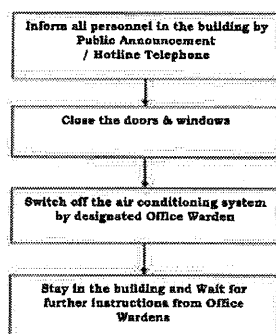 Inform all personnel in the building by
Public Announcement
/ Hotline Telephone
Close the doors & windows
Switch off the air conditioning system
by designated Office Warden
Stay in the building and Wait for
further instructions from Office
Wardens